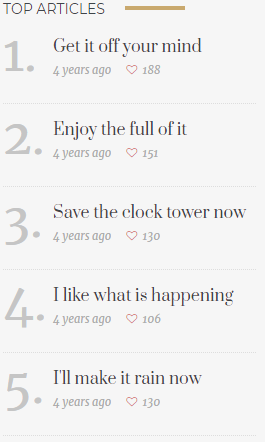 TOP ARTICLES
1. Get it off your mind
4 years ago 188
2. Enjoy the full of it
4 years ago 151
3. Save the clock tower now
4 years ago 130
4. I like what is happening
4 years ago 106
5. I'll make it rain now
4 years ago 130